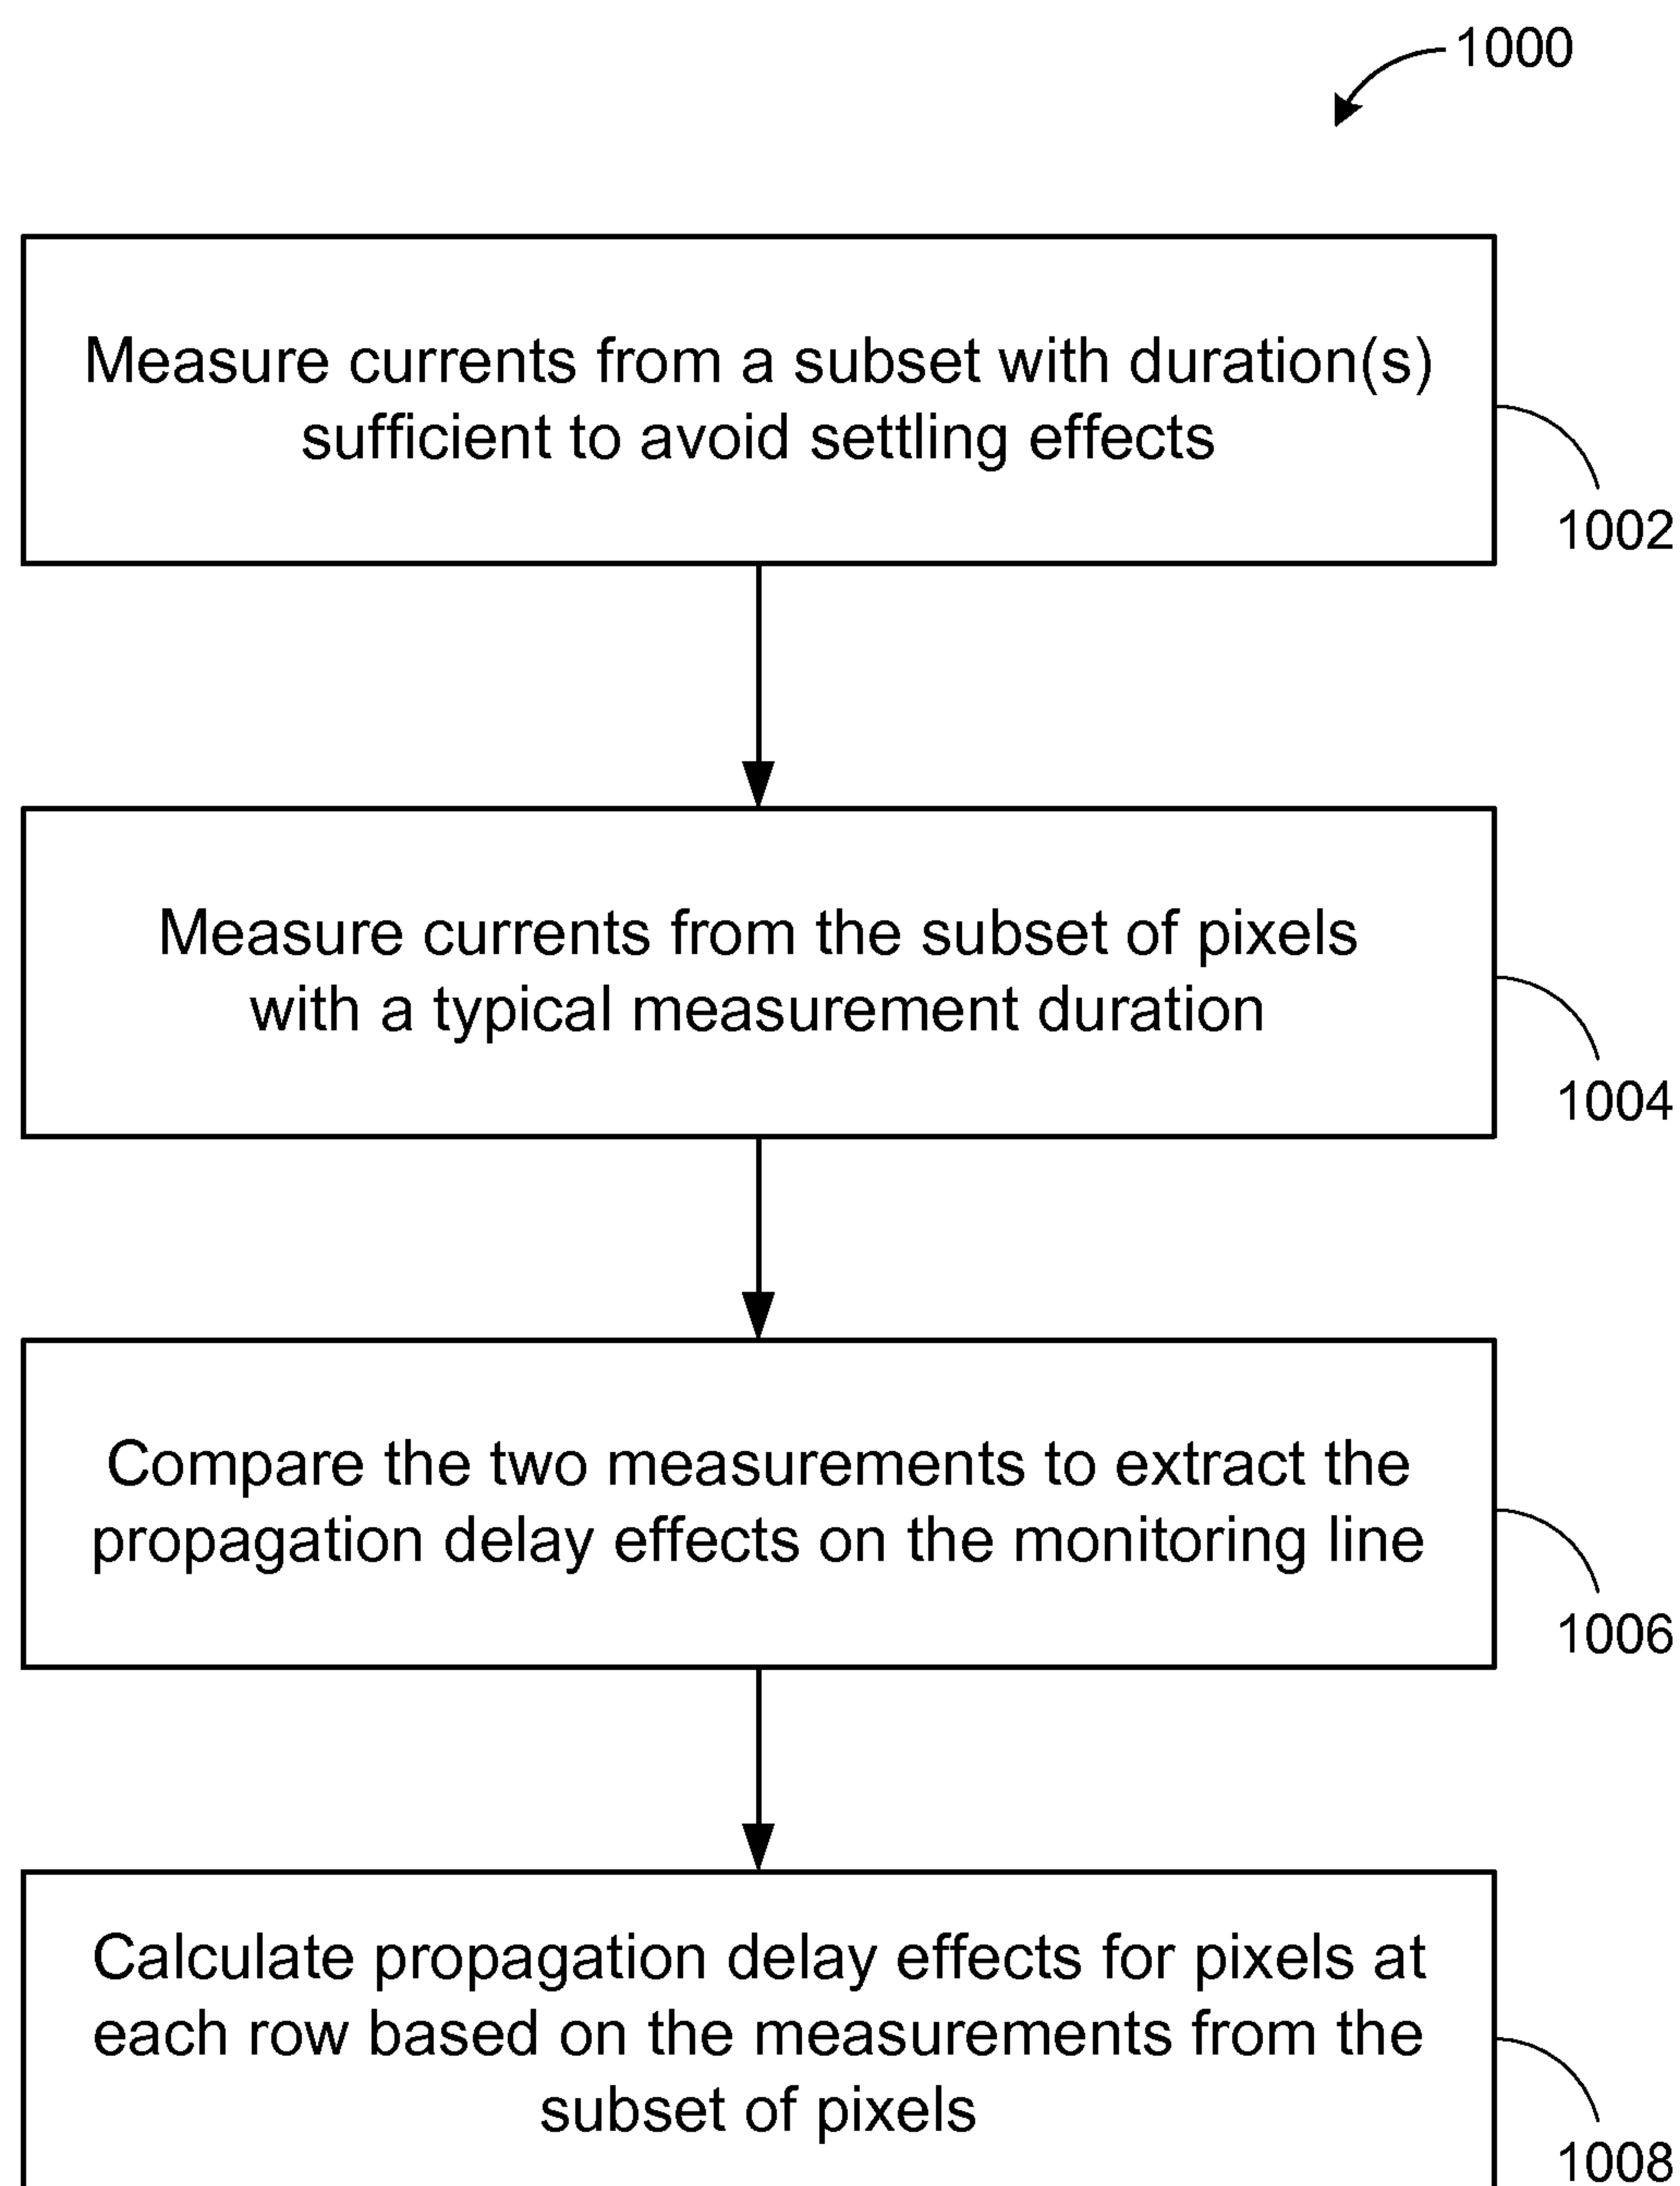 1000
Measure currents from a subset with duration(s)
sufficient to avoid settling effects
1002
Measure currents from the subset of pixels
with a typical measurement duration
1004
Compare the two measurements to extract the
propagation delay effects on the monitoring line
1006
Calculate propagation delay effects for pixels at
each row based on the measurements from the
subset of pixels
1008